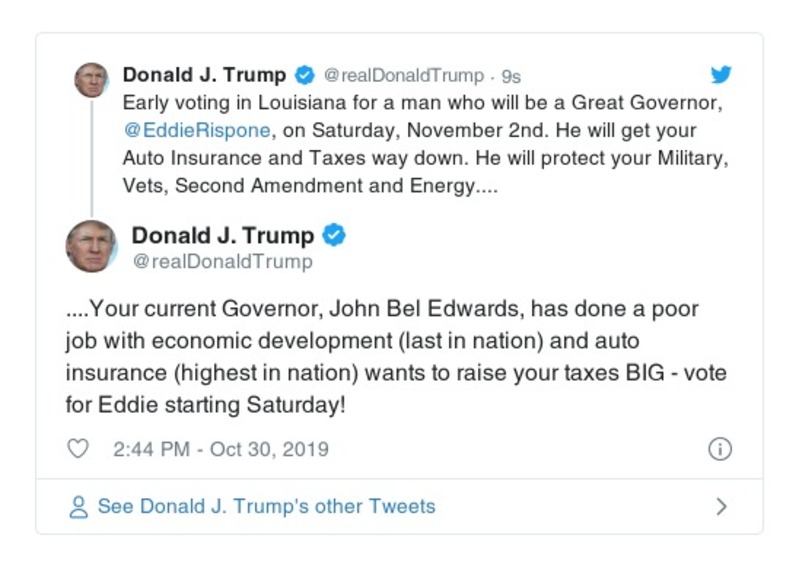 Donald J. Trump @realDonaldTrump · 9s
Early voting in Louisiana for a man who will be a Great Governor,
@EddieRispone, on Saturday, November 2nd. He will get your
Auto Insurance and Taxes way down. He will protect your Military,
Vets, Second Amendment and Energy....
Donald J. Trump
@realDonaldTrump
....Your current Governor, John Bel Edwards, has done a poor
job with economic development (last in nation) and auto
insurance (highest in nation) wants to raise your taxes BIG - vote
for Eddie starting Saturday!
2:44 PM - Oct 30, 2019
See Donald J. Trump's other Tweets